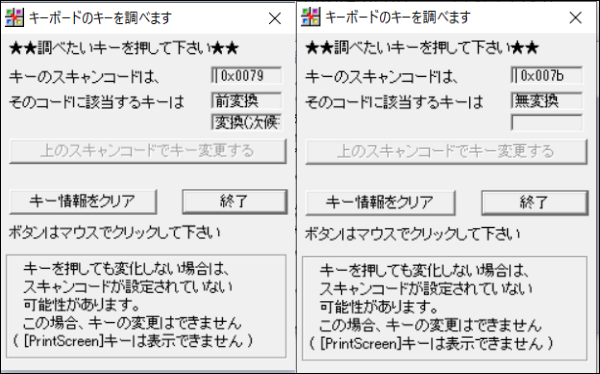 キーボードのキーを調べます
★★調べたいキーを押して下さい★★
キーのスキャンコードは、 0x0079
そのコードに該当するキーは 前変換
変換(次候
上のスキャンコードでキー変更する
キー情報をクリア 終了
ボタンはマウスでクリックして下さい
キーを押しても変化しない場合は、
スキャンコードが設定されていない
可能性があります。
この場合、キーの変更はできません
( [PrintScreen]キーは表示できません )
キーボードのキーを調べます
★★調べたいキーを押して下さい★★
キーのスキャンコードは、 0x007b
そのコードに該当するキーは 無変換
上のスキャンコードでキー変更する
キー情報をクリア 終了
ボタンはマウスでクリックして下さい
キーを押しても変化しない場合は、
スキャンコードが設定されていない
可能性があります。
この場合、キーの変更はできません
( [PrintScreen]キーは表示できません )